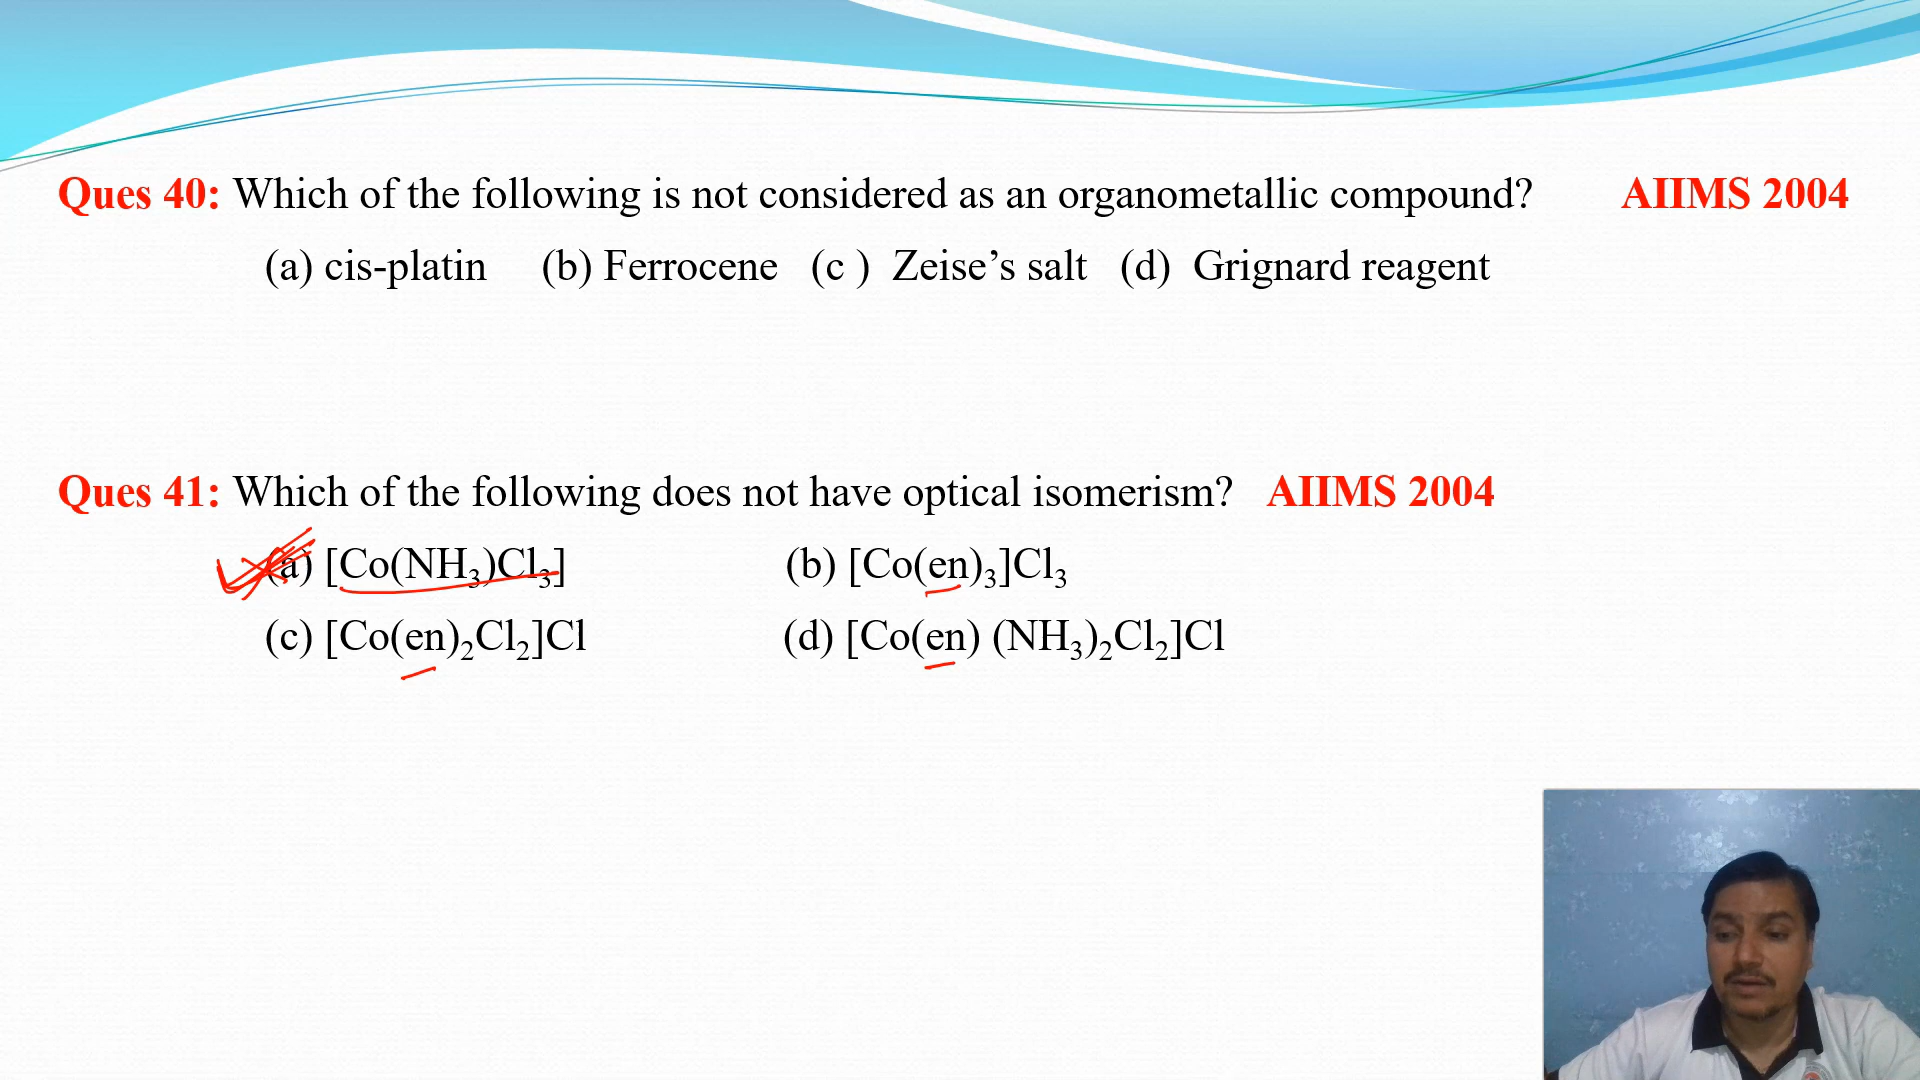 Ques 40: Which of the following is not considered as an organometallic compound? AIIMS 2004
(a) cis-platin (b) Ferrocene (c ) Zeise’s salt (d) Grignard reagent
Ques 41: Which of the following does not have optical isomerism? AIIMS 2004
(a) [Co(NH₃)Cl₃] (b) [Co(en)₃]Cl₃
(c) [Co(en)₂Cl₂]Cl (d) [Co(en) (NH₃)₂Cl₂]Cl